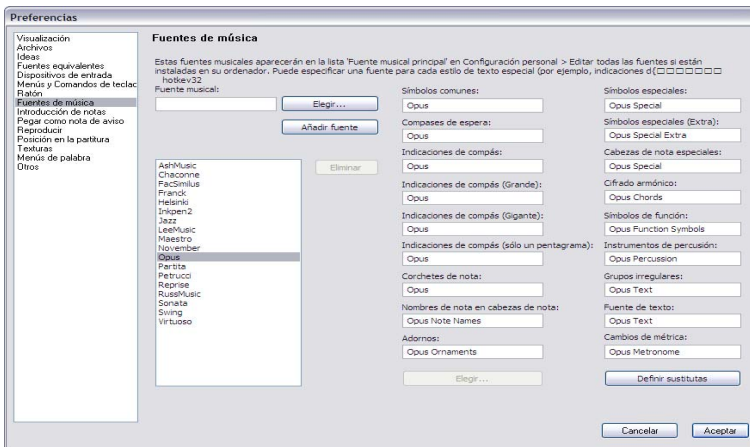 Preferencias
Visualización
Archivos
Ideas
Fuentes equivalentes
Dispositivos de entrada
Menús y Comandos de teclac
Ratón
Fuentes de música
Introducción de notas
Pegar como nota de aviso
Reproducir
Posición en la partitura
Texturas
Menús de palabra
Otros
Fuentes de música
Estas fuentes musicales aparecerán en la lista 'Fuente musical principal' en Configuración personal > Editar todas las fuentes si están
instaladas en su ordenador. Puede especificar una fuente para cada estilo de texto especial (por ejemplo, indicaciones d{□□□□□□□
hotkev32
Fuente musical:
Elegir...
Añadir fuente
AshMusic
Chaconne
FacSimilus
Franck
Helsinki
Inkpen2
Jazz
LeeMusic
Maestro
November
Opus
Partita
Petrucci
Reprise
RussMusic
Sonata
Swing
Virtuoso
Eliminar
Símbolos comunes:
Opus
Compases de espera:
Opus
Indicaciones de compás:
Opus
Indicaciones de compás (Grande):
Opus
Indicaciones de compás (Gigante):
Opus
Indicaciones de compás (sólo un pentagrama):
Opus
Corchetes de nota:
Opus
Nombres de nota en cabezas de nota:
Opus Note Names
Adornos:
Opus Ornaments
Elegir...
Símbolos especiales:
Opus Special
Símbolos especiales (Extra):
Opus Special Extra
Cabezas de nota especiales:
Opus Special
Cifrado armónico:
Opus Chords
Símbolos de función:
Opus Function Symbols
Instrumentos de percusión:
Opus Percussion
Grupos irregulares:
Opus Text
Fuente de texto:
Opus Text
Cambios de métrica:
Opus Metronome
Definir sustitutas
Cancelar
Aceptar